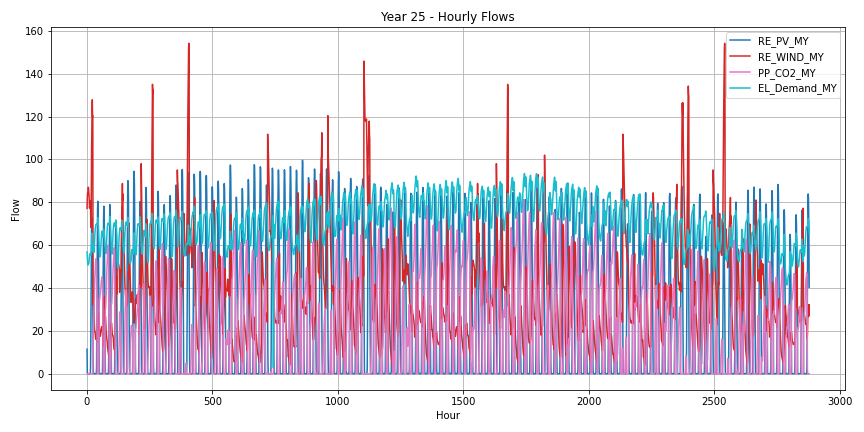 Year 25 - Hourly Flows
160
140
120
100
80
60
40
20
0
Flow
RE_PV_MY
RE_WIND_MY
PP_CO2_MY
EL_Demand_MY
0
500
1000
1500
2000
2500
3000
Hour